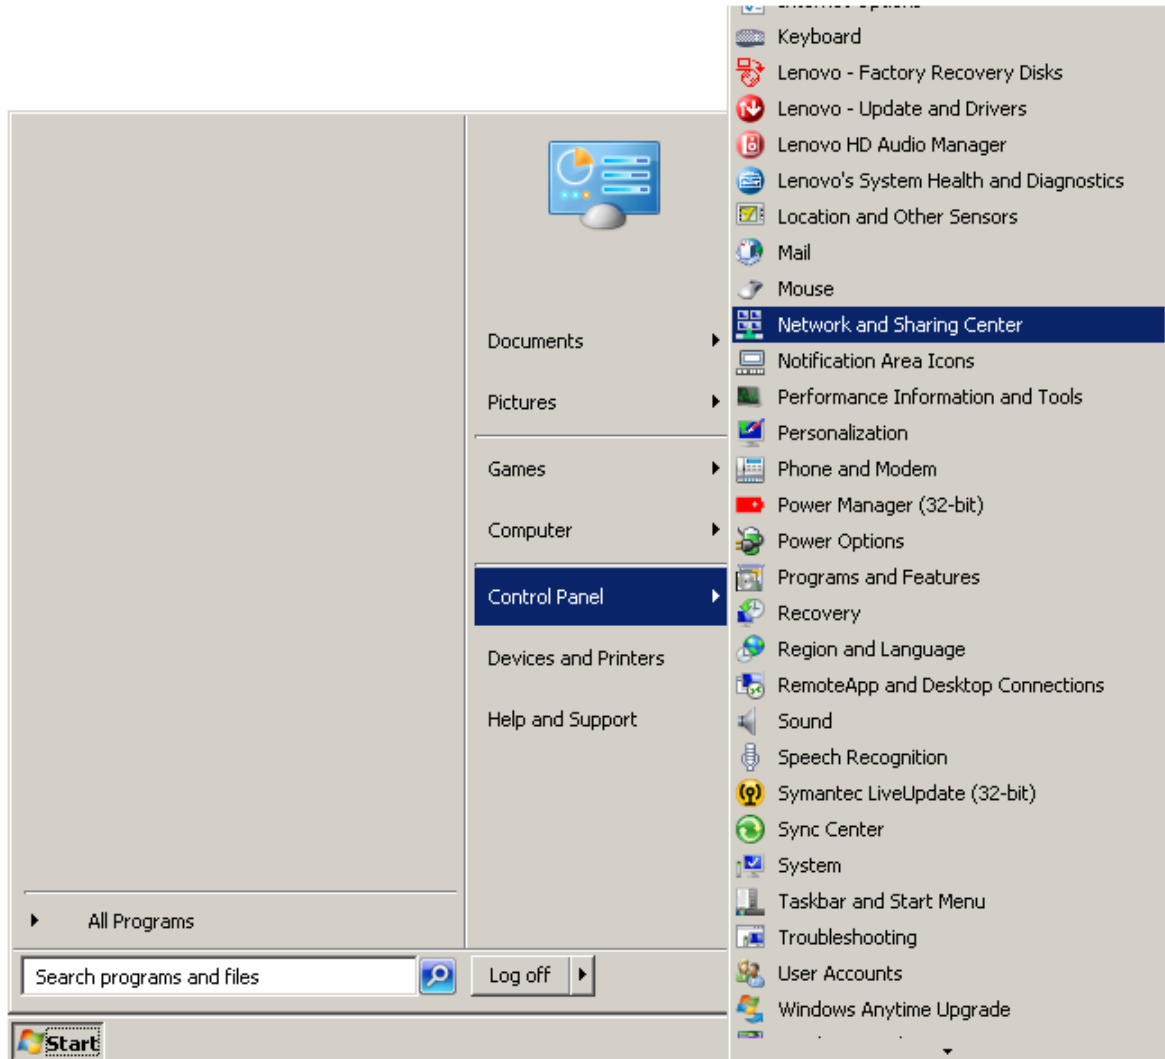 Documents
Pictures
Games
Computer
Control Panel
Devices and Printers
Help and Support
All Programs
Search programs and files
Log off
Start
Keyboard
Lenovo - Factory Recovery Disks
Lenovo - Update and Drivers
Lenovo HD Audio Manager
Lenovo's System Health and Diagnostics
Location and Other Sensors
Mail
Mouse
Network and Sharing Center
Notification Area Icons
Performance Information and Tools
Personalization
Phone and Modem
Power Manager (32-bit)
Power Options
Programs and Features
Recovery
Region and Language
RemoteApp and Desktop Connections
Sound
Speech Recognition
Symantec LiveUpdate (32-bit)
Sync Center
System
Taskbar and Start Menu
Troubleshooting
User Accounts
Windows Anytime Upgrade